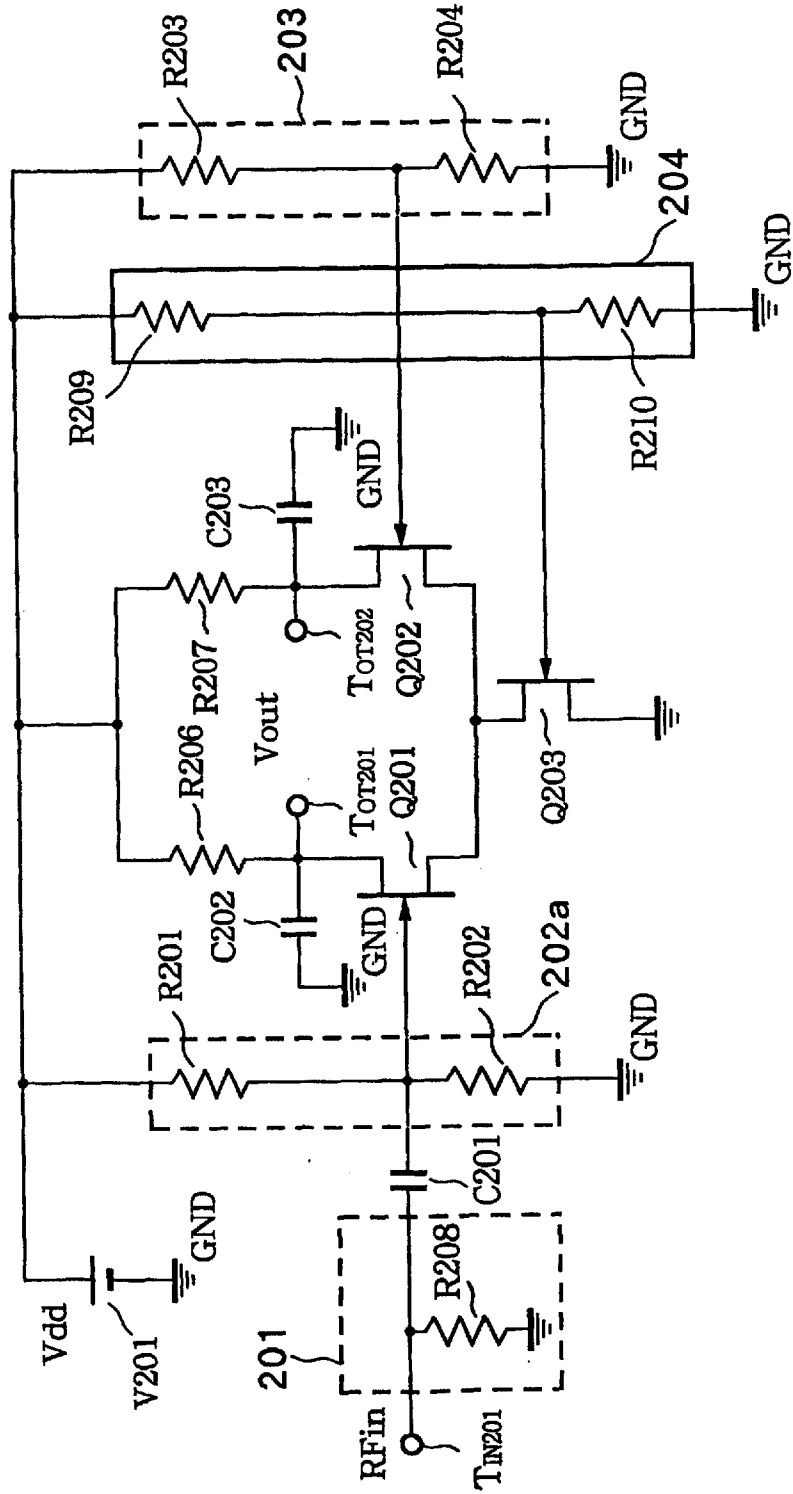 Vdd
V201
GND
RFin
TIN201
201
R208
C201
R201
R202
202a
GND
C202
GND
R206
R207
Vout
TOT201
TOT202
Q201
Q202
Q203
C203
GND
R209
R210
204
GND
R203
203
R204
GND